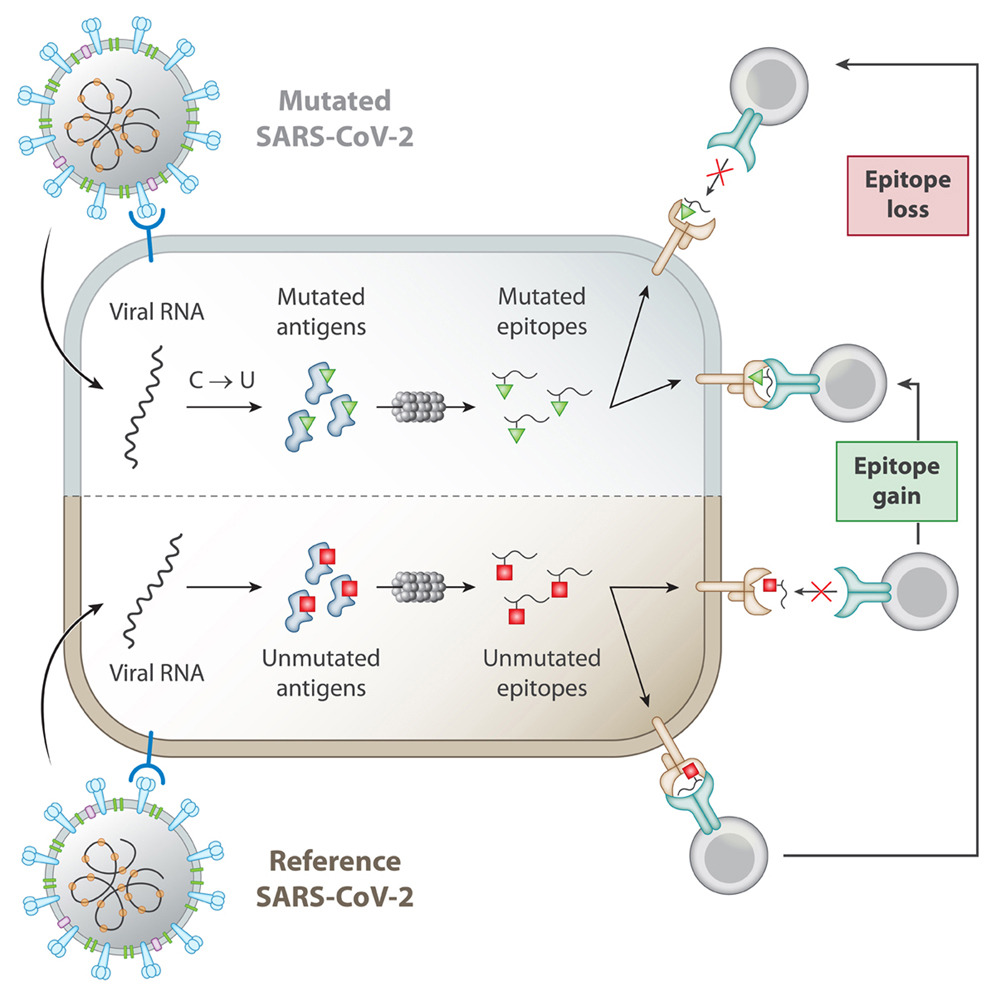 Mutated
SARS-CoV-2
Epitope
loss
Viral RNA
Mutated
antigens
Mutated
epitopes
C → U
Epitope
gain
Viral RNA
Unmutated
antigens
Unmutated
epitopes
Reference
SARS-CoV-2